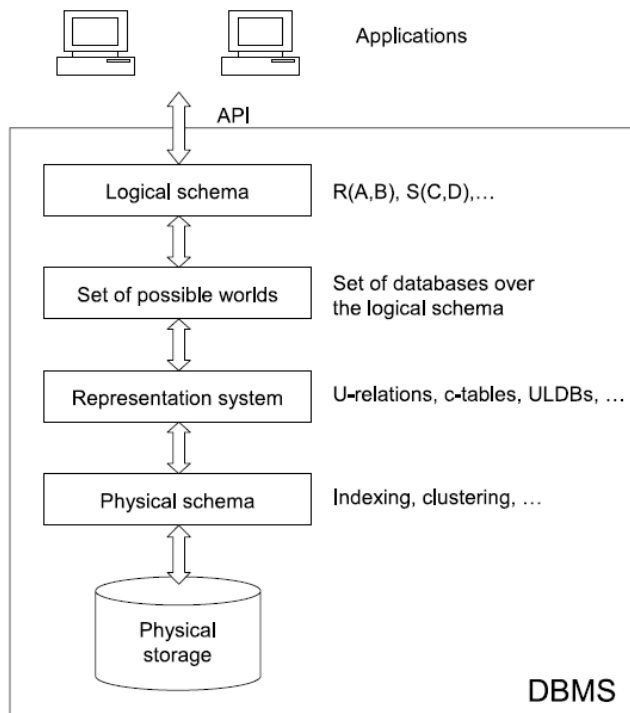 Applications
API
Logical schema
R(A,B), S(C,D),…
Set of possible worlds
Set of databases over
the logical schema
Representation system
U-relations, c-tables, ULDBs, …
Physical schema
Indexing, clustering, …
Physical
storage
DBMS